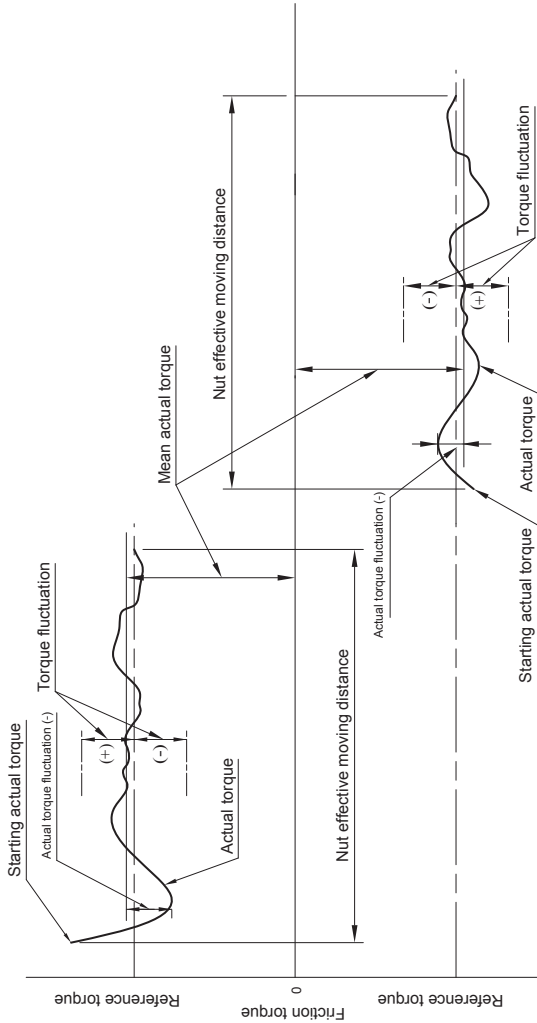 Starting actual torque
Torque fluctuation
Actual torque fluctuation (-)
(+)
(-)
Actual torque
Nut effective moving distance
Mean actual torque
Nut effective moving distance
Torque fluctuation
(-)
(+)
Actual torque fluctuation (-)
Actual torque
Starting actual torque
Reference torque
0
Friction torque
Reference torque